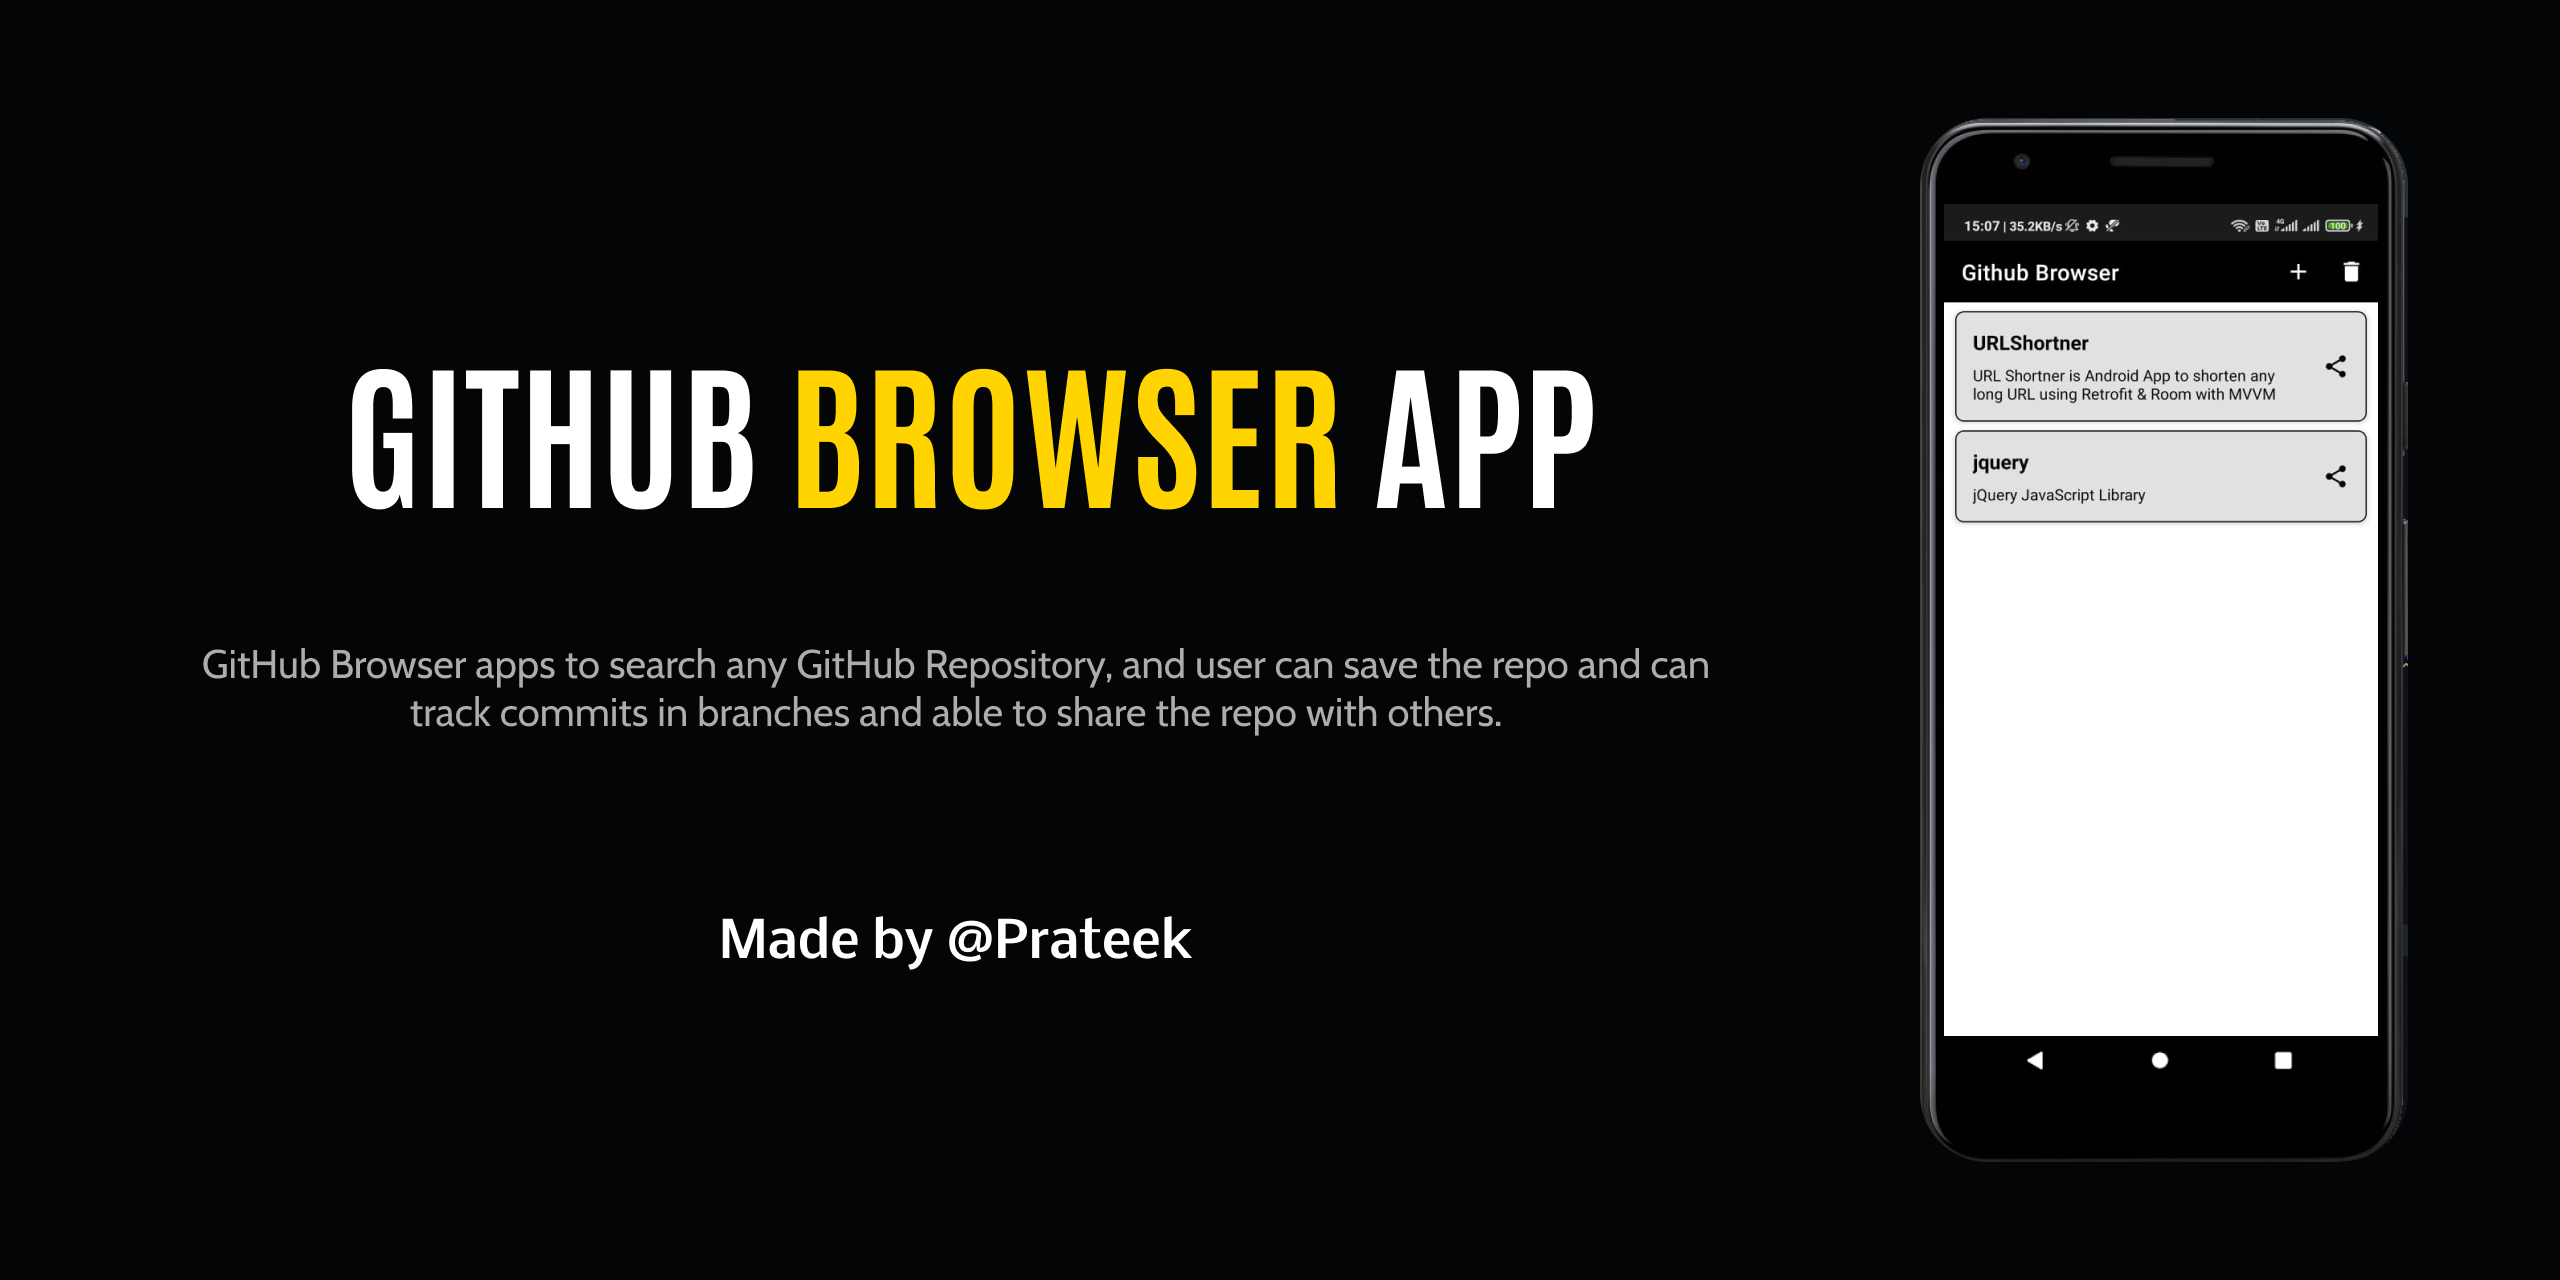 GITHUB BROWSER APP
GitHub Browser apps to search any GitHub Repository, and user can save the repo and can
track commits in branches and able to share the repo with others.
Made by @Prateek
15:07 | 35.2KB/s 4G 100
Github Browser
URLShortner
URL Shortner is Android App to shorten any
long URL using Retrofit & Room with MVVM
jquery
jQuery JavaScript Library